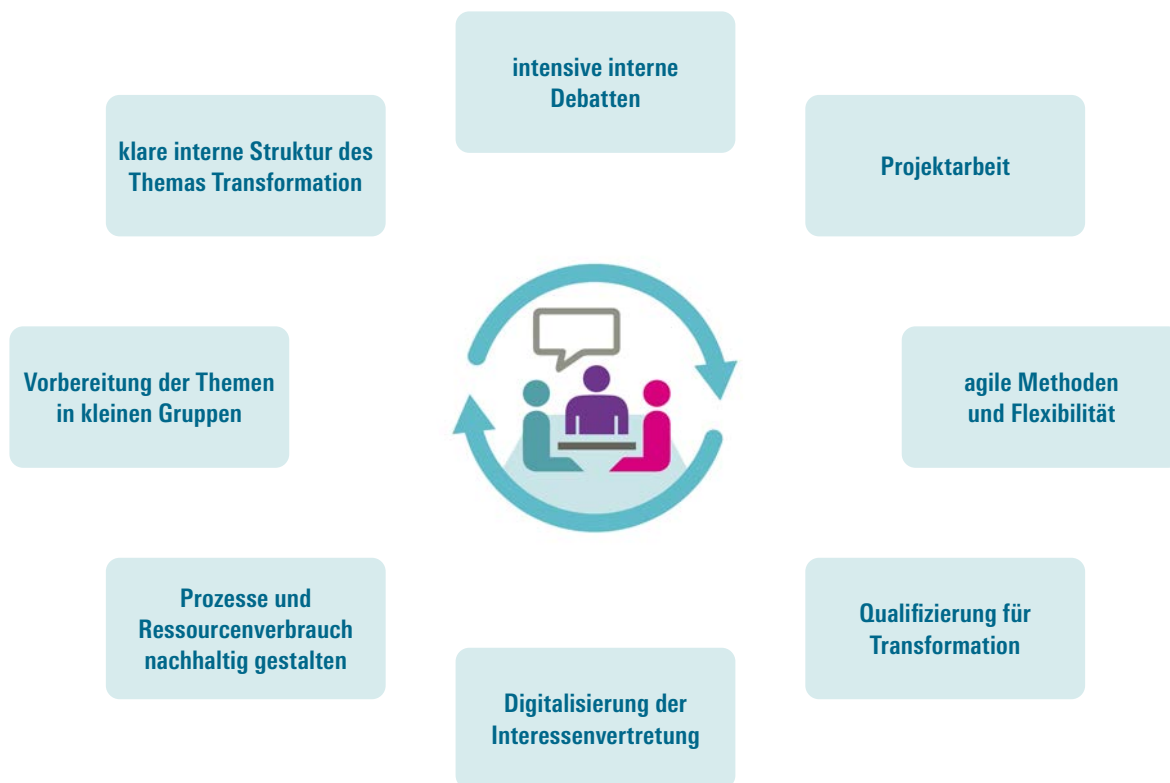 intensive interne
Debatten
klare interne Struktur des
Themas Transformation
Projektarbeit
Vorbereitung der Themen
in kleinen Gruppen
agile Methoden
und Flexibilität
Prozesse und
Ressourcenverbrauch
nachhaltig gestalten
Qualifizierung für
Transformation
Digitalisierung der
Interessenvertretung